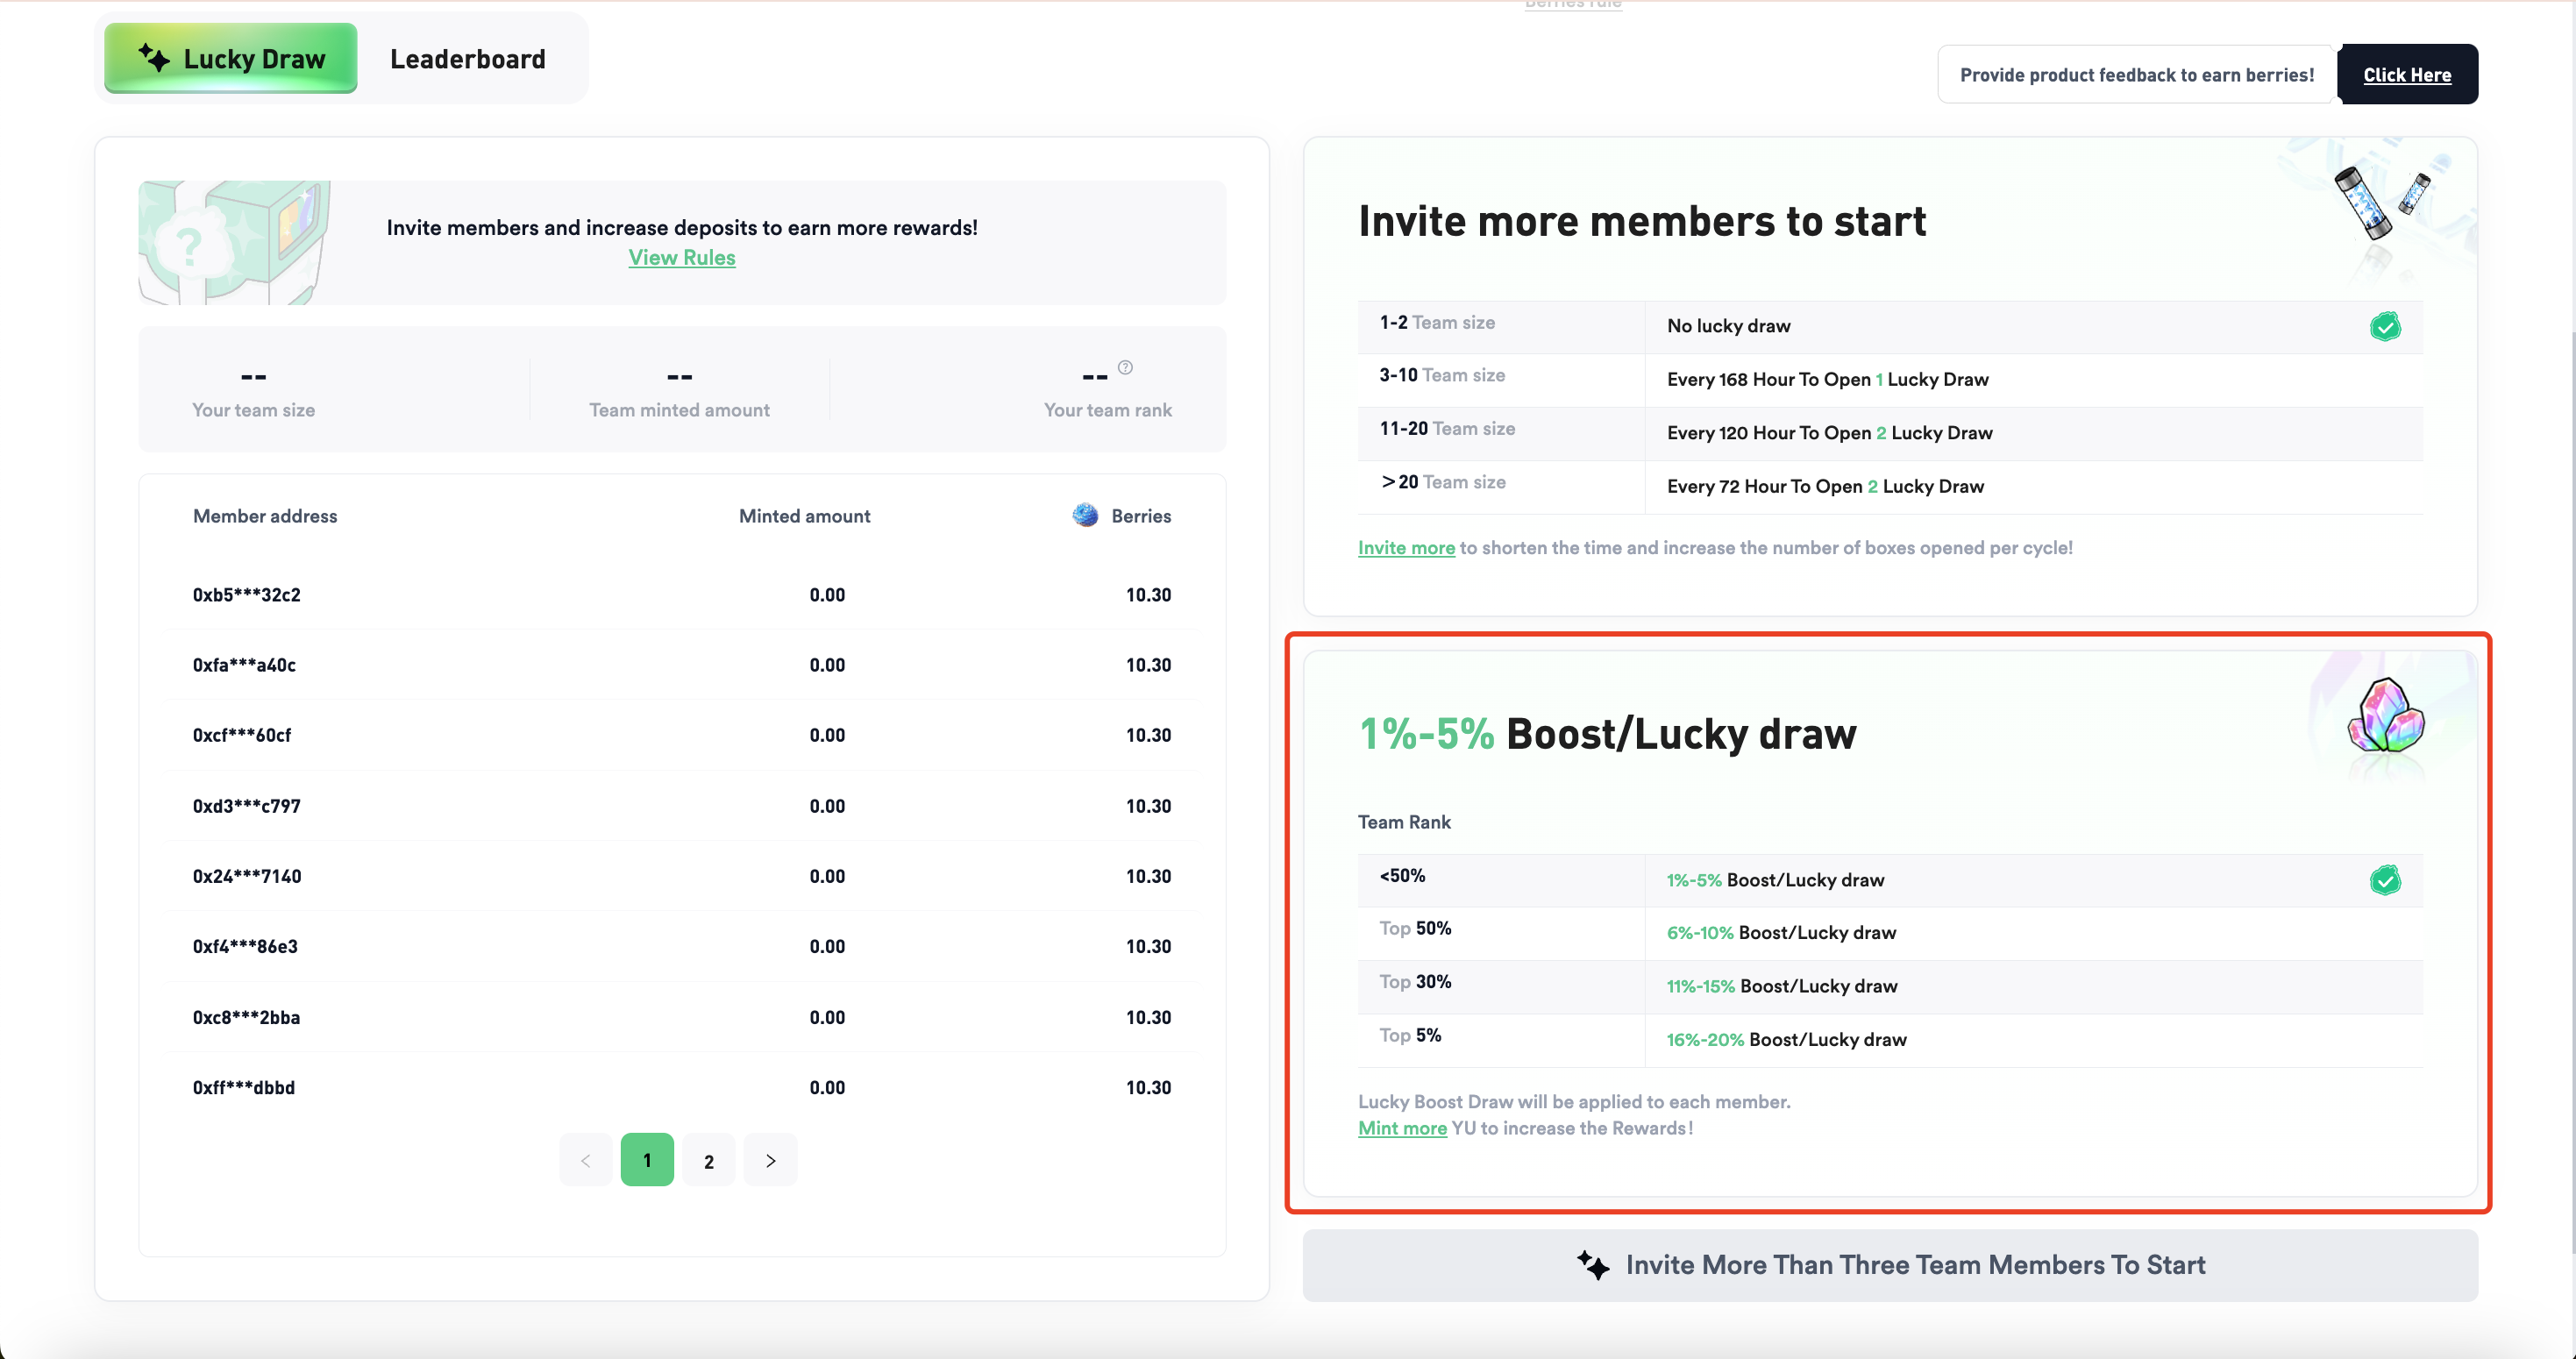 Berries rule
Lucky Draw
Leaderboard
Provide product feedback to earn berries!
Click Here
?
Invite members and increase deposits to earn more rewards!
View Rules
--
Your team size
--
Team minted amount
-- ?
Your team rank
Member address Minted amount Berries
0xb5***32c2 0.00 10.30
0xfa***a40c 0.00 10.30
0xcf***60cf 0.00 10.30
0xd3***c797 0.00 10.30
0x24***7140 0.00 10.30
0xf4***86e3 0.00 10.30
0xc8***2bba 0.00 10.30
0xff***dbbd 0.00 10.30
< 1 2 >
Invite more members to start
1-2 Team size No lucky draw
3-10 Team size Every 168 Hour To Open 1 Lucky Draw
11-20 Team size Every 120 Hour To Open 2 Lucky Draw
>20 Team size Every 72 Hour To Open 2 Lucky Draw
Invite more to shorten the time and increase the number of boxes opened per cycle!
1%-5% Boost/Lucky draw
Team Rank
<50% 1%-5% Boost/Lucky draw
Top 50% 6%-10% Boost/Lucky draw
Top 30% 11%-15% Boost/Lucky draw
Top 5% 16%-20% Boost/Lucky draw
Lucky Boost Draw will be applied to each member.
Mint more YU to increase the Rewards!
Invite More Than Three Team Members To Start